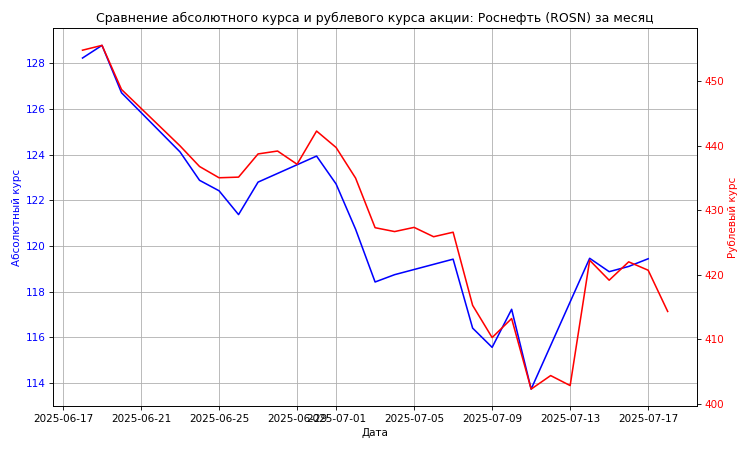 Сравнение абсолютного курса и рублевого курса акции: Роснефть (ROSN) за месяц
Абсолютный курс
128
126
124
122
120
118
116
114
450
440
430
420
410
400
Рублевый курс
2025-06-17 2025-06-21 2025-06-25 2025-06-29 2025-07-01 2025-07-05 2025-07-09 2025-07-13 2025-07-17
Дата